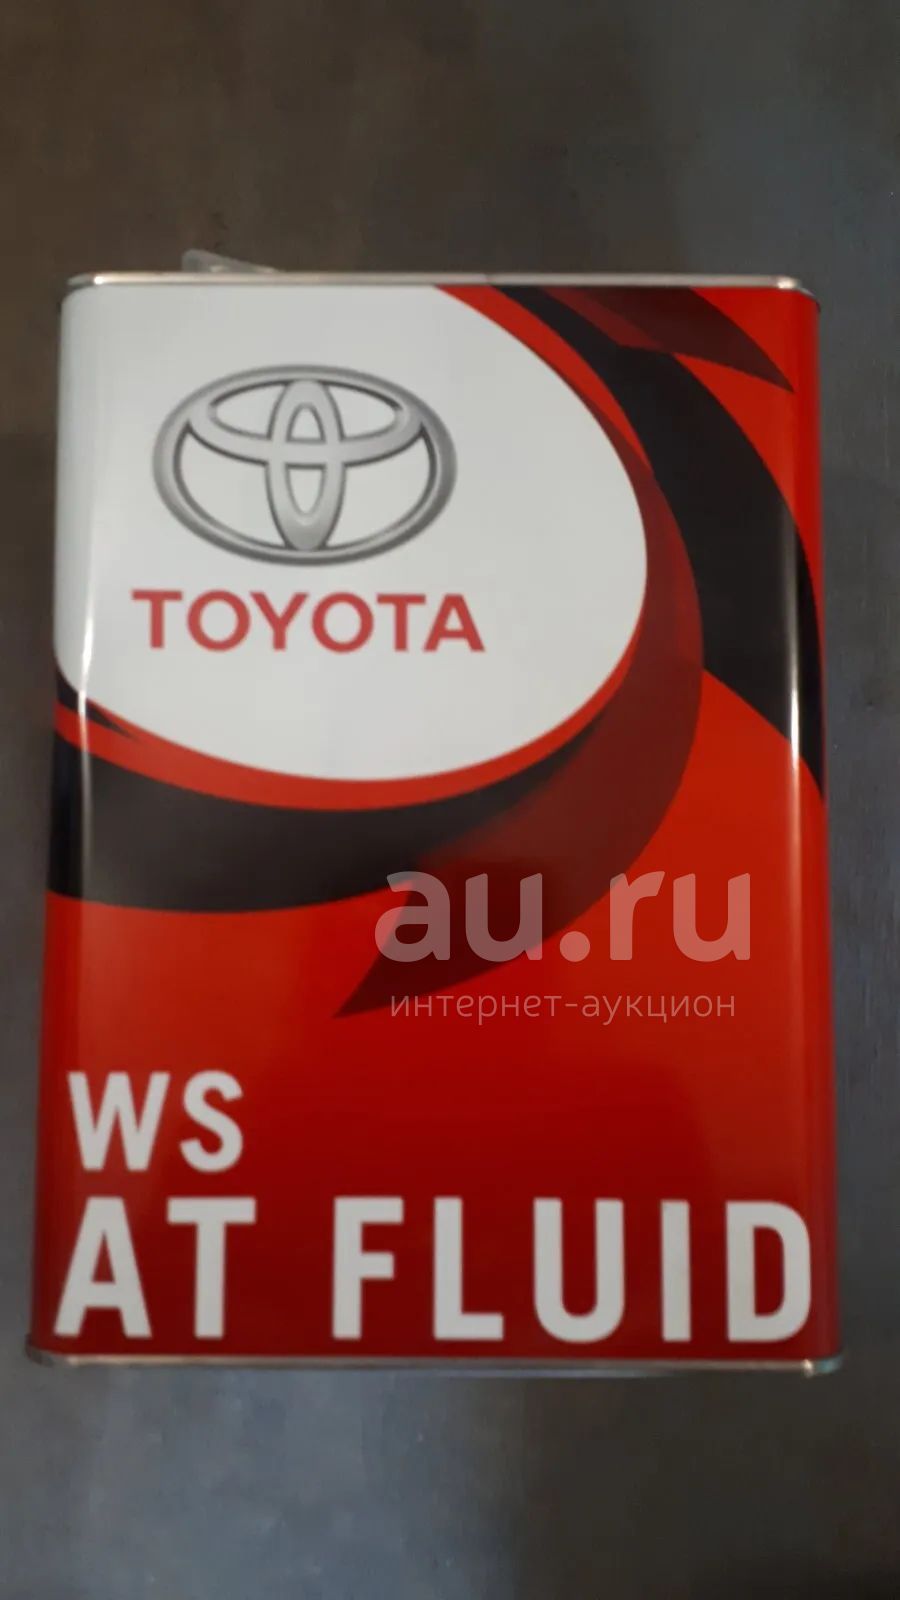 TOYOTA
au.ru
интернет-аукцион
WS
AT FLUID